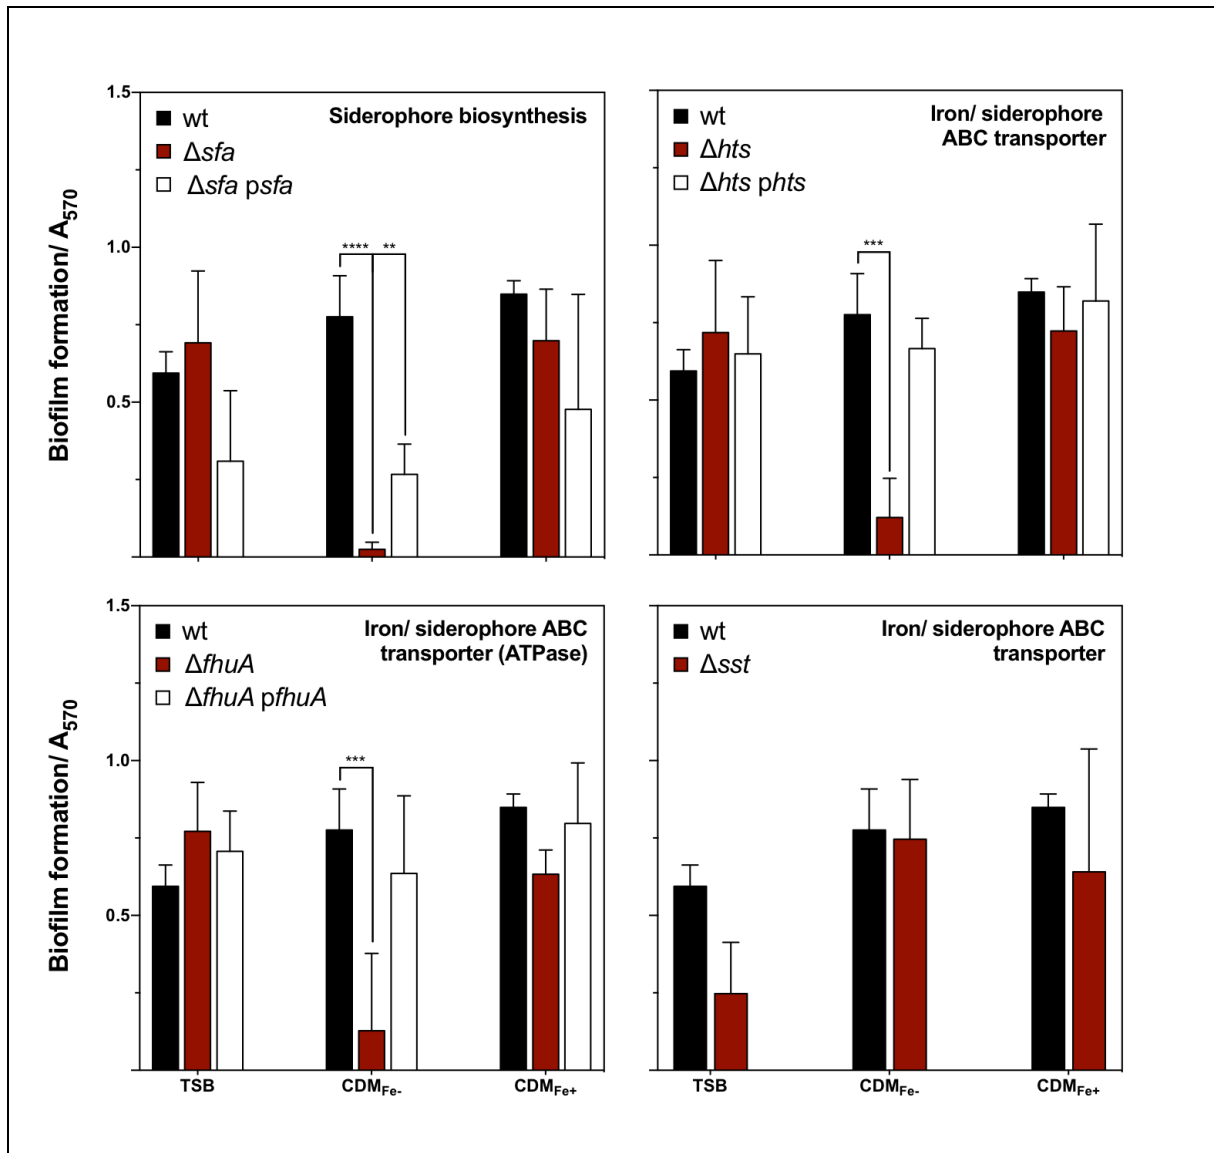 1.5
wt
Δsfa
Δsfa psfa
Siderophore biosynthesis
1.0
0.5
Biofilm formation/ A570
**** **
wt
Δhts
Δhts phts
Iron/ siderophore
ABC transporter
***
1.5
wt
ΔfhuA
ΔfhuA pfhuA
Iron/ siderophore ABC
transporter (ATPase)
1.0
0.5
Biofilm formation/ A570
***
TSB CDMFe- CDMFe+
wt
Δsst
Iron/ siderophore ABC
transporter
TSB CDMFe- CDMFe+